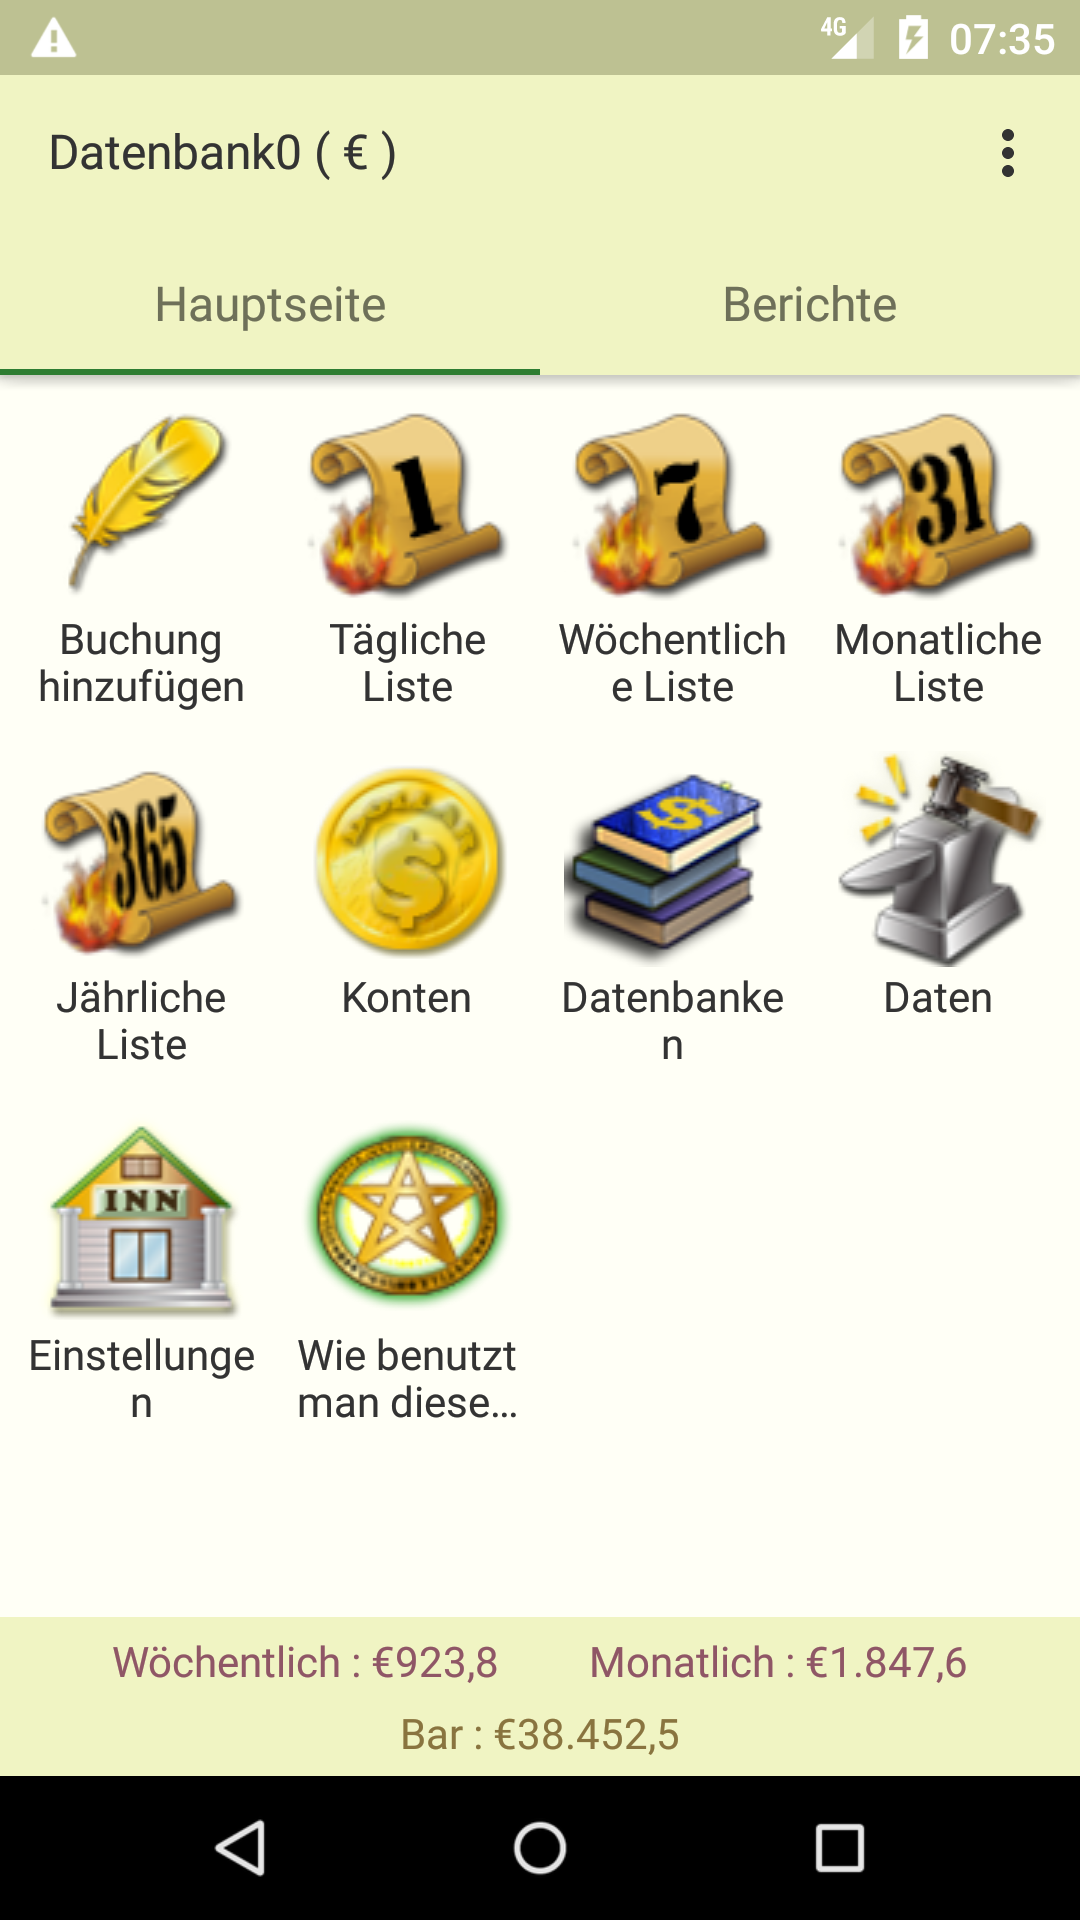 4G 07:35
Datenbank0 ( € )
Hauptseite Berichte
1 7 31
Buchung Tägliche Wöchentlich Monatliche
hinzufügen Liste e Liste Liste
365 DOLLAR $ $
Jährliche Konten Datenbanke Daten
Liste n
INN
Einstellunge Wie benutzt
n man diese...
Wöchentlich : €923,8 Monatlich : €1.847,6
Bar : €38.452,5